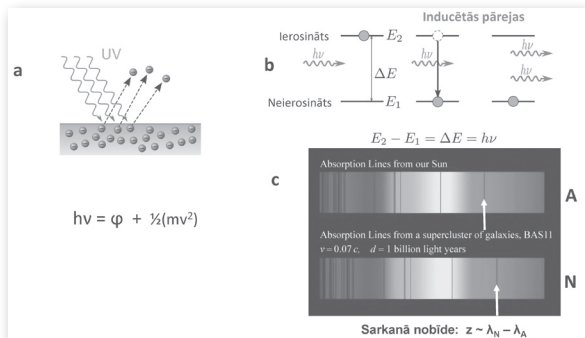 a
UV
hν = φ + ½(mv²)
b
Inducētās pārejas
Ierosināts
E₂
hν
hν
hν
hν
ΔE
Neierosināts
E₁
E₂ − E₁ = ΔE = hν
c
Absorption Lines from our Sun
A
Absorption Lines from a supercluster of galaxies, BAS11
v = 0.07 c, d = 1 billion light years
N
Sarkanā nobīde: z ~ λN – λA